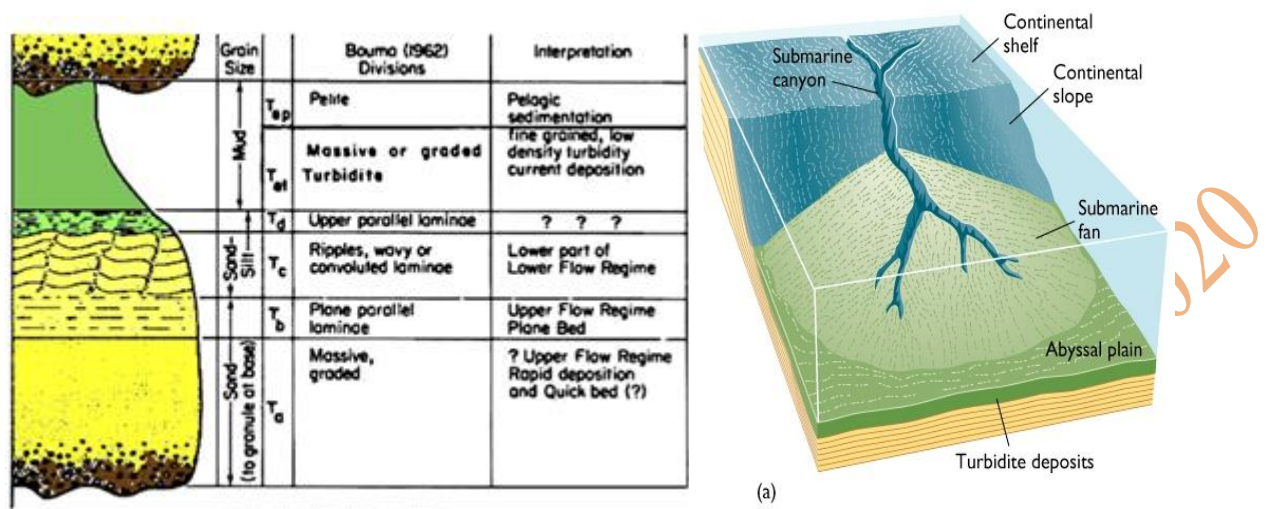 Grain
Size
Bouma (1962)
Divisions
Interpretation
Mud
Tep
Pelite
Pelagic
sedimentation
Tet
Massive or graded
Turbidite
fine grained, low
density turbidity
current deposition
Td
Upper parallel laminae
? ? ?
Sand-
Silt
Tc
Ripples, wavy or
convoluted laminae
Lower part of
Lower Flow Regime
Tb
Plane parallel
laminae
Upper Flow Regime
Plane Bed
Sand
(to granule at base)
Ta
Massive,
graded
? Upper Flow Regime
Rapid deposition
and Quick bed (?)
Continental
shelf
Submarine
canyon
Continental
slope
Submarine
fan
Abyssal plain
Turbidite deposits
(a)